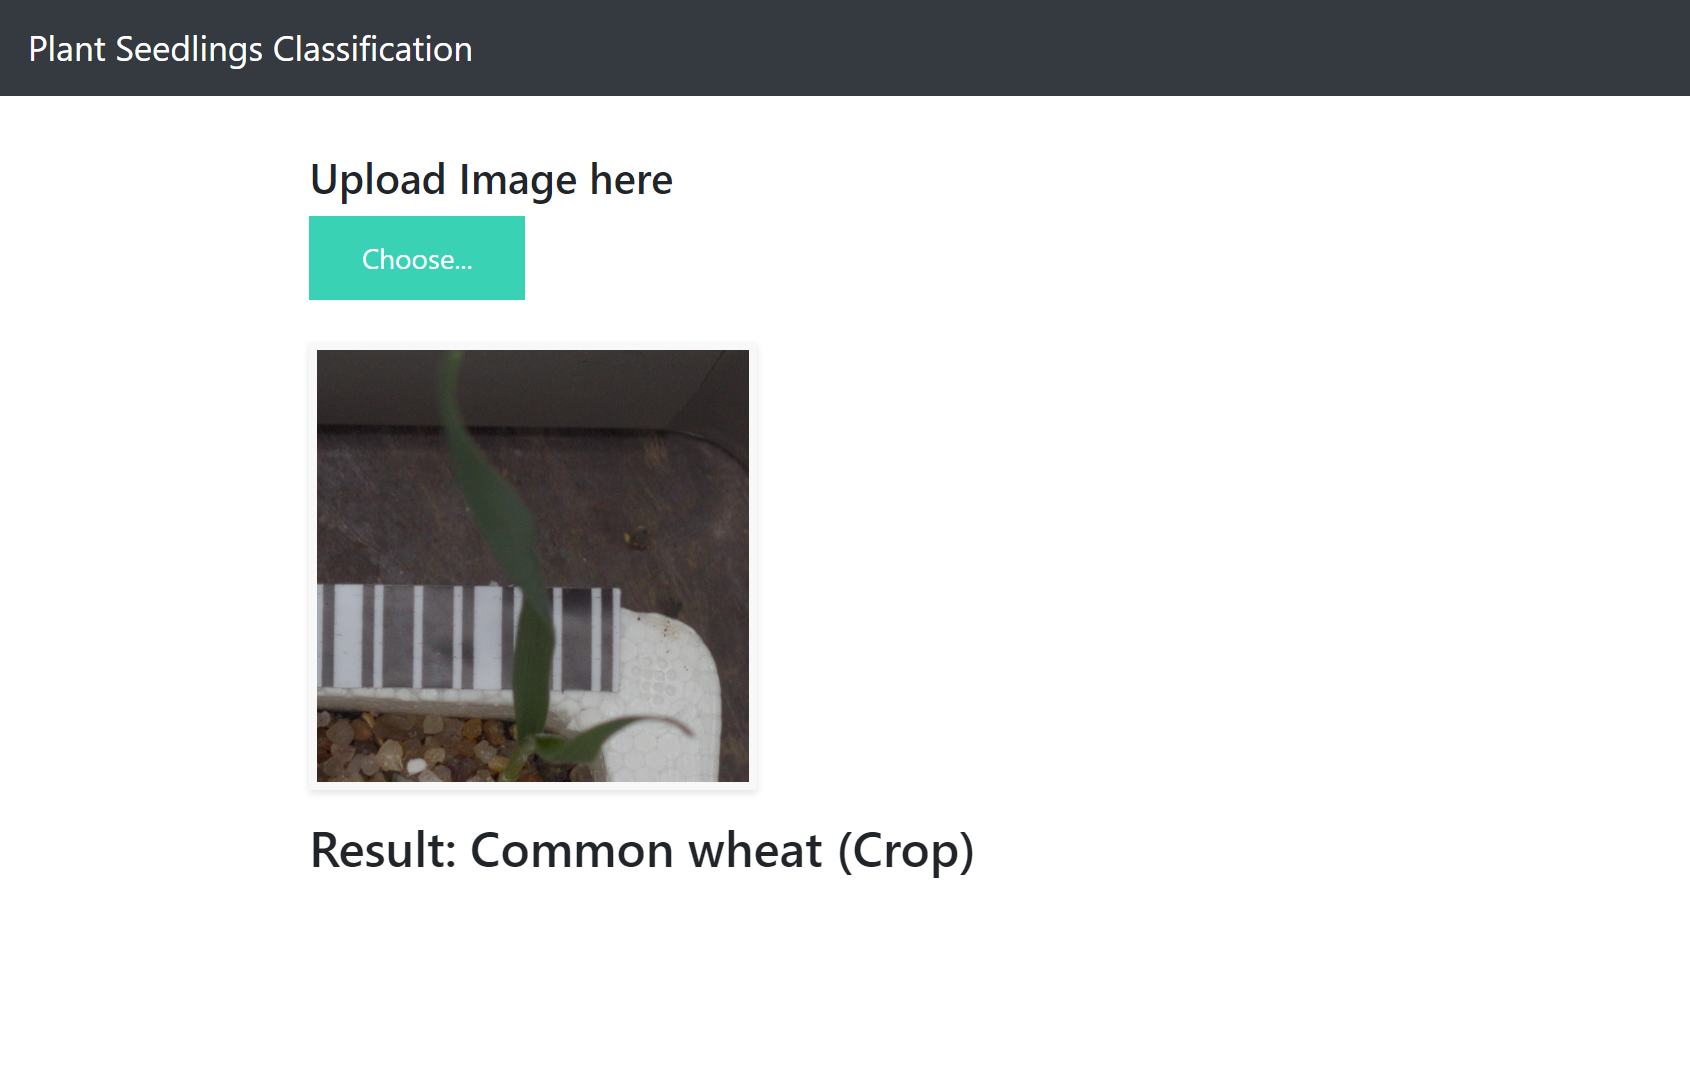 Plant Seedlings Classification
Upload Image here
Choose...
Result: Common wheat (Crop)